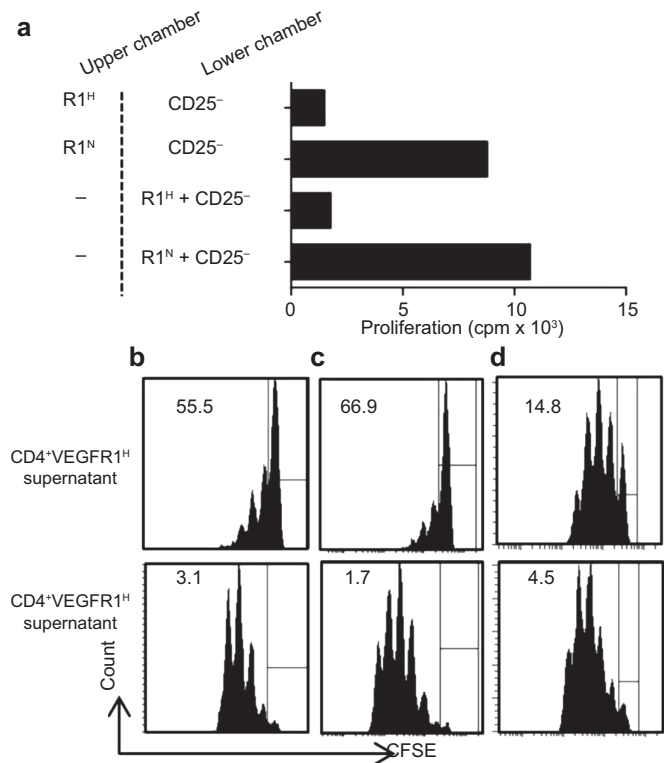 a
Upper chamber
Lower chamber
R1ᴴ CD25⁻
R1ᴺ CD25⁻
– R1ᴴ + CD25⁻
– R1ᴺ + CD25⁻
0 5 10 15
Proliferation (cpm x 10³)
b c d
55.5 66.9 14.8
CD4⁺VEGFR1ᴴ
supernatant
3.1 1.7 4.5
CD4⁺VEGFR1ᴴ
supernatant
Count
CFSE